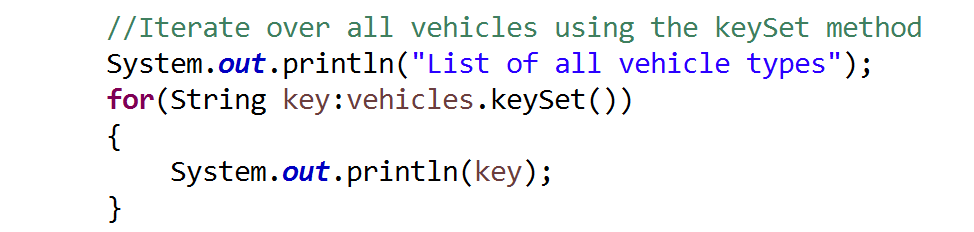 //Iterate over all vehicles using the keySet method
System.out.println("List of all vehicle types");
for(String key:vehicles.keySet())
{
    System.out.println(key);
}